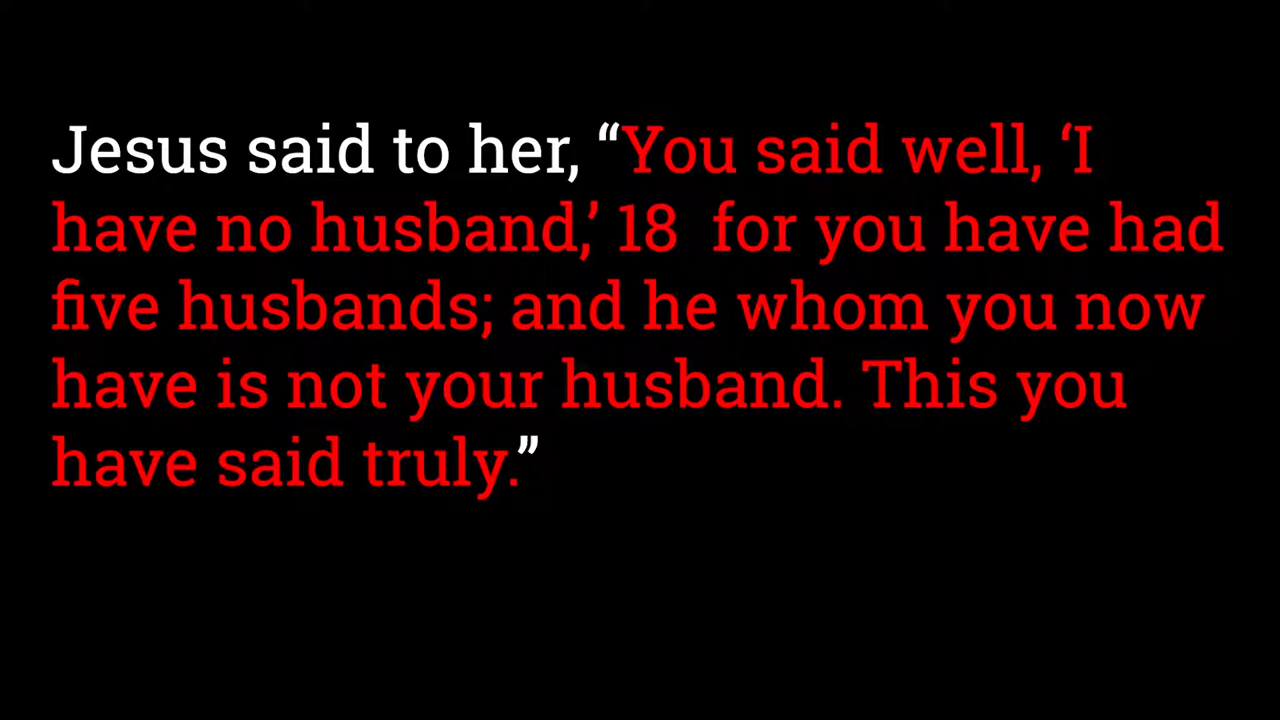 Jesus said to her, “You said well, ‘I
have no husband,’ 18  for you have had
five husbands; and he whom you now
have is not your husband. This you
have said truly.”